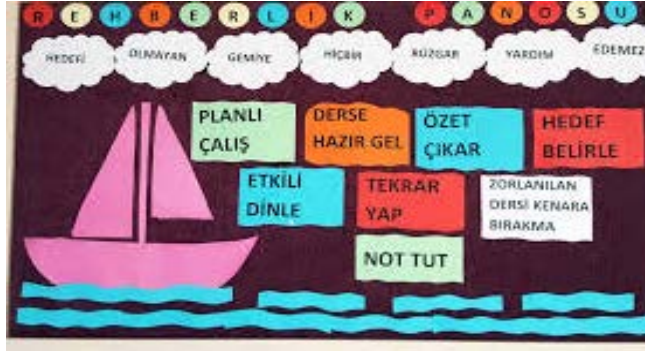 REHBERLİK PANOSU
HEDEFİ OLMAYAN GEMİYE HİÇBİR RÜZGAR YARDIM EDEMEZ
PLANLI
ÇALIŞ
DERSE
HAZIR GEL
ÖZET
ÇIKAR
HEDEF
BELİRLE
ETKİLİ
DİNLE
TEKRAR
YAP
ZORLANILAN
DERSİ KENARA
BIRAKMA
NOT TUT